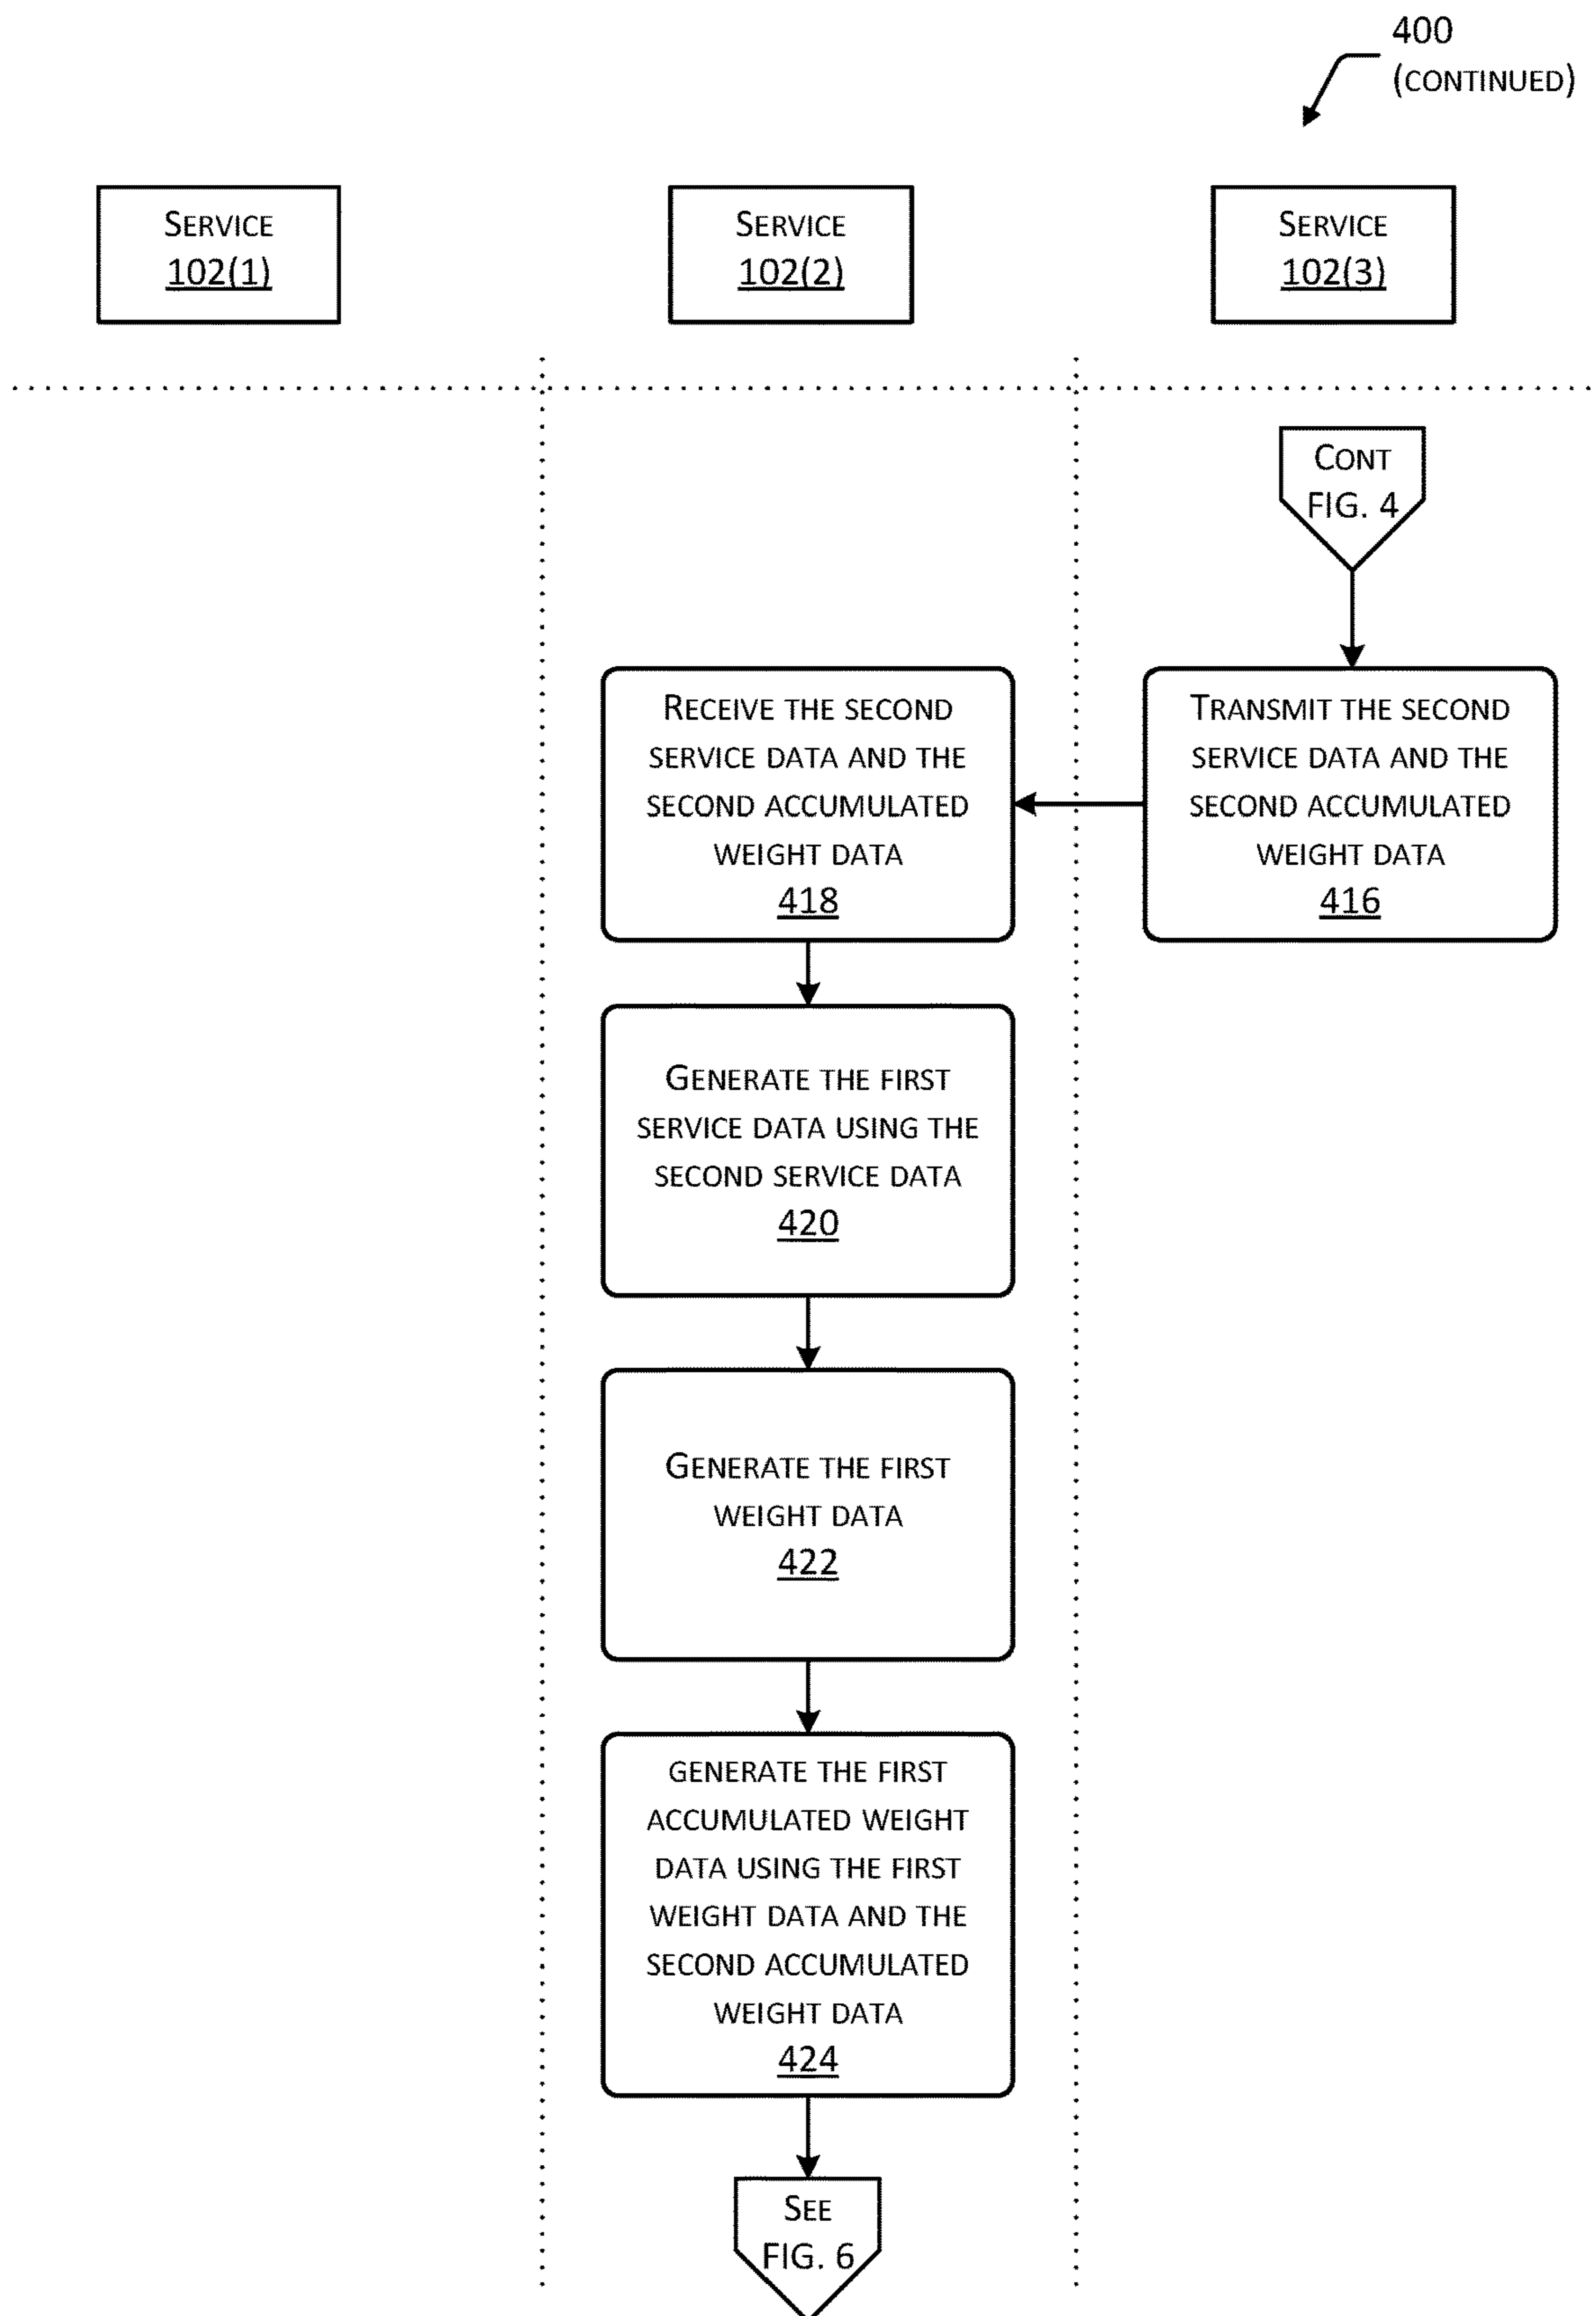 400
(CONTINUED)
SERVICE
102(1)
SERVICE
102(2)
SERVICE
102(3)
CONT
FIG. 4
TRANSMIT THE SECOND
SERVICE DATA AND THE
SECOND ACCUMULATED
WEIGHT DATA
416
RECEIVE THE SECOND
SERVICE DATA AND THE
SECOND ACCUMULATED
WEIGHT DATA
418
GENERATE THE FIRST
SERVICE DATA USING THE
SECOND SERVICE DATA
420
GENERATE THE FIRST
WEIGHT DATA
422
GENERATE THE FIRST
ACCUMULATED WEIGHT
DATA USING THE FIRST
WEIGHT DATA AND THE
SECOND ACCUMULATED
WEIGHT DATA
424
SEE
FIG. 6